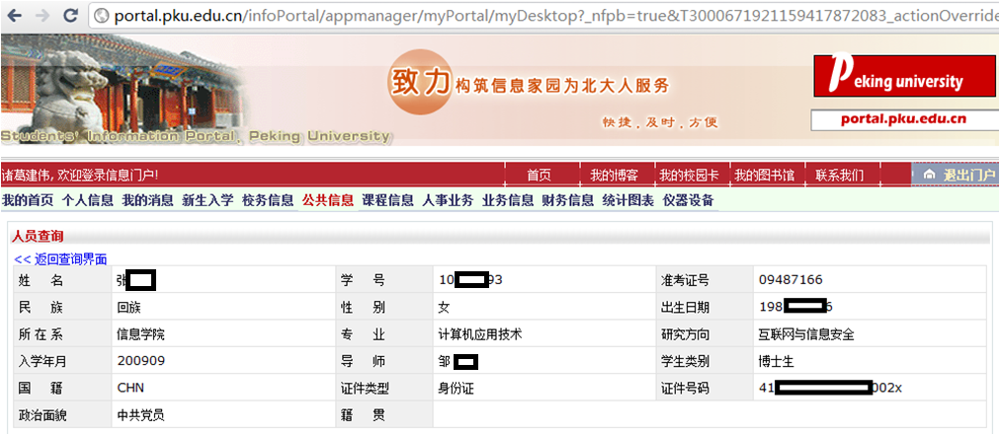 portal.pku.edu.cn/infoPortal/appmanager/myPortal/myDesktop?_nfpb=true&T3000671921159417872083_actionOverride
致力 构筑信息家园为北大人服务
快捷．及时．方便
Peking university
portal.pku.edu.cn
Students' Information Portal, Peking University
诸葛建伟, 欢迎登录信息门户! 首页 我的博客 我的校园卡 我的图书馆 联系我们 退出门户
我的首页 个人信息 我的消息 新生入学 校务信息 公共信息 课程信息 人事业务 业务信息 财务信息 统计图表 仪器设备
人员查询
<< 返回查询界面
姓 名 张 学 号 10 93 准考证号 09487166
民 族 回族 性 别 女 出生日期 198 6
所在系 信息学院 专 业 计算机应用技术 研究方向 互联网与信息安全
入学年月 200909 导 师 邹 学生类别 博士生
国 籍 CHN 证件类型 身份证 证件号码 41 002x
政治面貌 中共党员 籍 贯